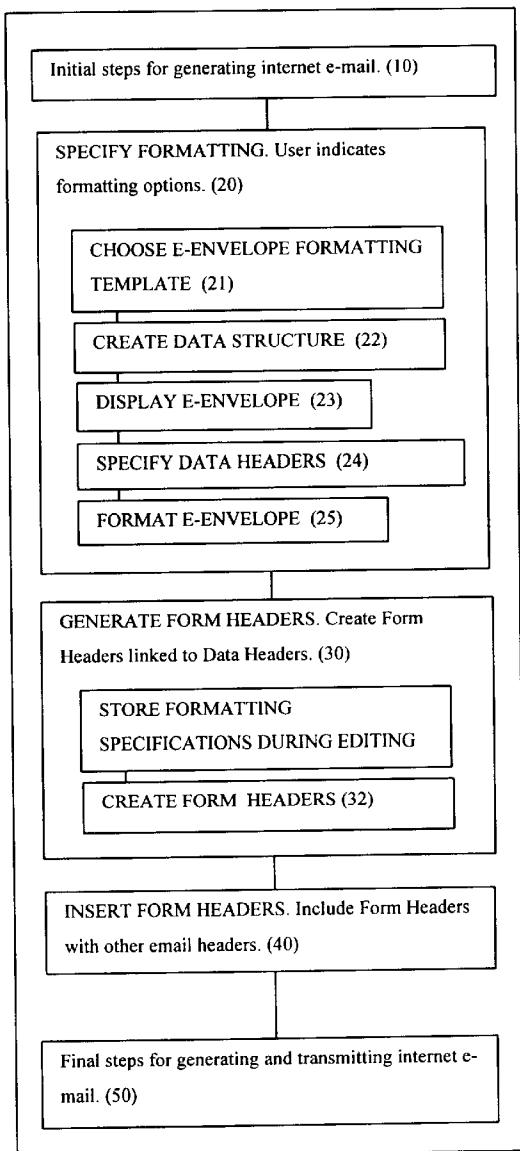 Initial steps for generating internet e-mail. (10)
SPECIFY FORMATTING. User indicates
formatting options. (20)
CHOOSE E-ENVELOPE FORMATTING
TEMPLATE (21)
CREATE DATA STRUCTURE (22)
DISPLAY E-ENVELOPE (23)
SPECIFY DATA HEADERS (24)
FORMAT E-ENVELOPE (25)
GENERATE FORM HEADERS. Create Form
Headers linked to Data Headers. (30)
STORE FORMATTING
SPECIFICATIONS DURING EDITING
CREATE FORM HEADERS (32)
INSERT FORM HEADERS. Include Form Headers
with other email headers. (40)
Final steps for generating and transmitting internet e-
mail. (50)